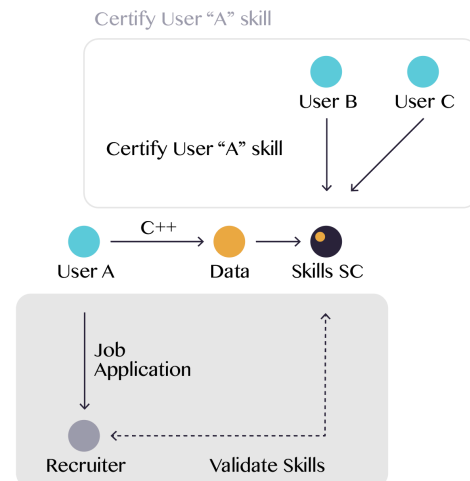 Certify User “A” skill
User B
User C
Certify User “A” skill
C++
User A
Data
Skills SC
Job
Application
Recruiter
Validate Skills